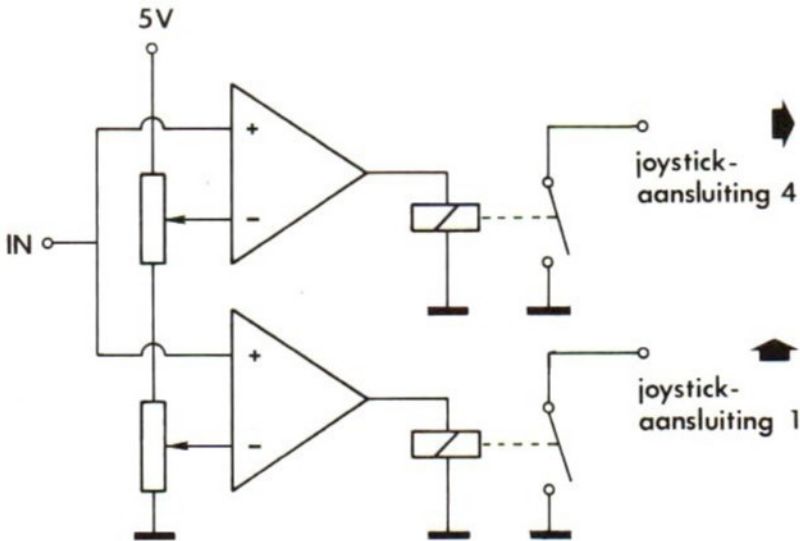 5V
+
joystick-
aansluiting 4
−
IN
+
joystick-
aansluiting 1
−